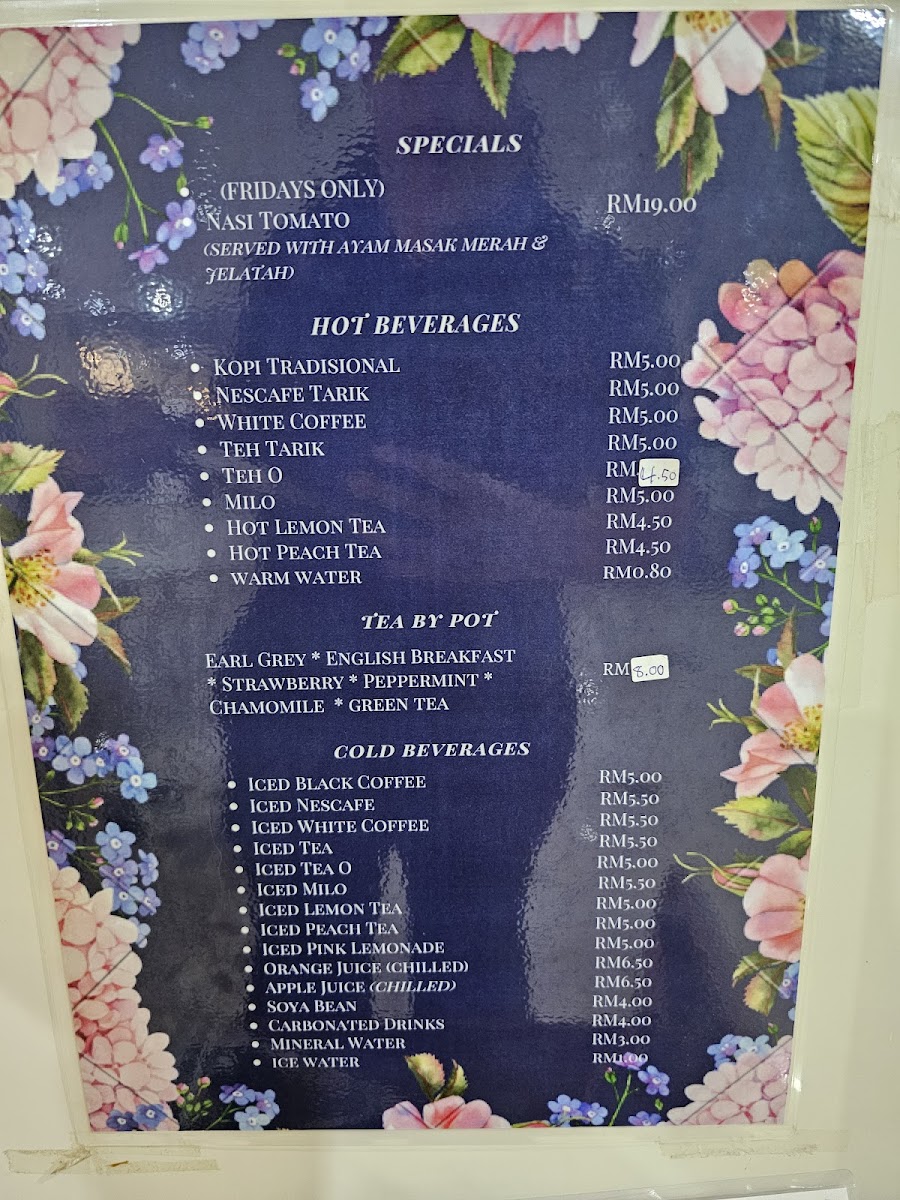 SPECIALS
• (FRIDAYS ONLY)
NASI TOMATO RM19.00
(SERVED WITH AYAM MASAK MERAH &
JELATAH)
HOT BEVERAGES
• KOPI TRADISIONAL RM5.00
• NESCAFE TARIK RM5.00
• WHITE COFFEE RM5.00
• TEH TARIK RM5.00
• TEH O RM4.50
• MILO RM5.00
• HOT LEMON TEA RM4.50
• HOT PEACH TEA RM4.50
• WARM WATER RM0.80
TEA BY POT
EARL GREY * ENGLISH BREAKFAST
* STRAWBERRY * PEPPERMINT * RM8.00
CHAMOMILE * GREEN TEA
COLD BEVERAGES
• ICED BLACK COFFEE RM5.00
• ICED NESCAFE RM5.50
• ICED WHITE COFFEE RM5.50
• ICED TEA RM5.50
• ICED TEA O RM5.00
• ICED MILO RM5.50
• ICED LEMON TEA RM5.00
• ICED PEACH TEA RM5.00
• ICED PINK LEMONADE RM5.00
• ORANGE JUICE (CHILLED) RM6.50
• APPLE JUICE (CHILLED) RM6.50
• SOYA BEAN RM4.00
• CARBONATED DRINKS RM4.00
• MINERAL WATER RM3.00
• ICE WATER RM1.00